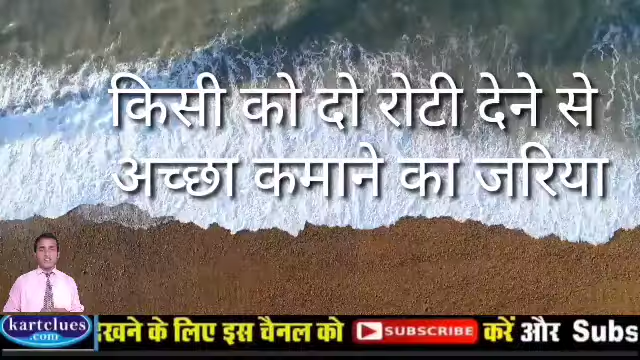 किसी को दो रोटी देने से
अच्छा कमाने का जरिया
kartclues
.com
देखने के लिए इस चैनल को SUBSCRIBE करें और Subs